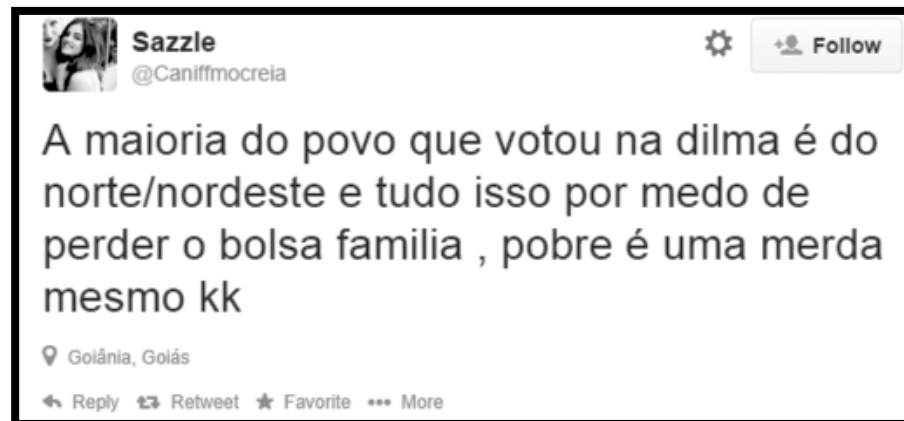 Sazzle
Follow
@Caniffmocreia
A maioria do povo que votou na dilma é do
norte/nordeste e tudo isso por medo de
perder o bolsa familia , pobre é uma merda
mesmo kk
Goiânia, Goiás
Reply Retweet Favorite More